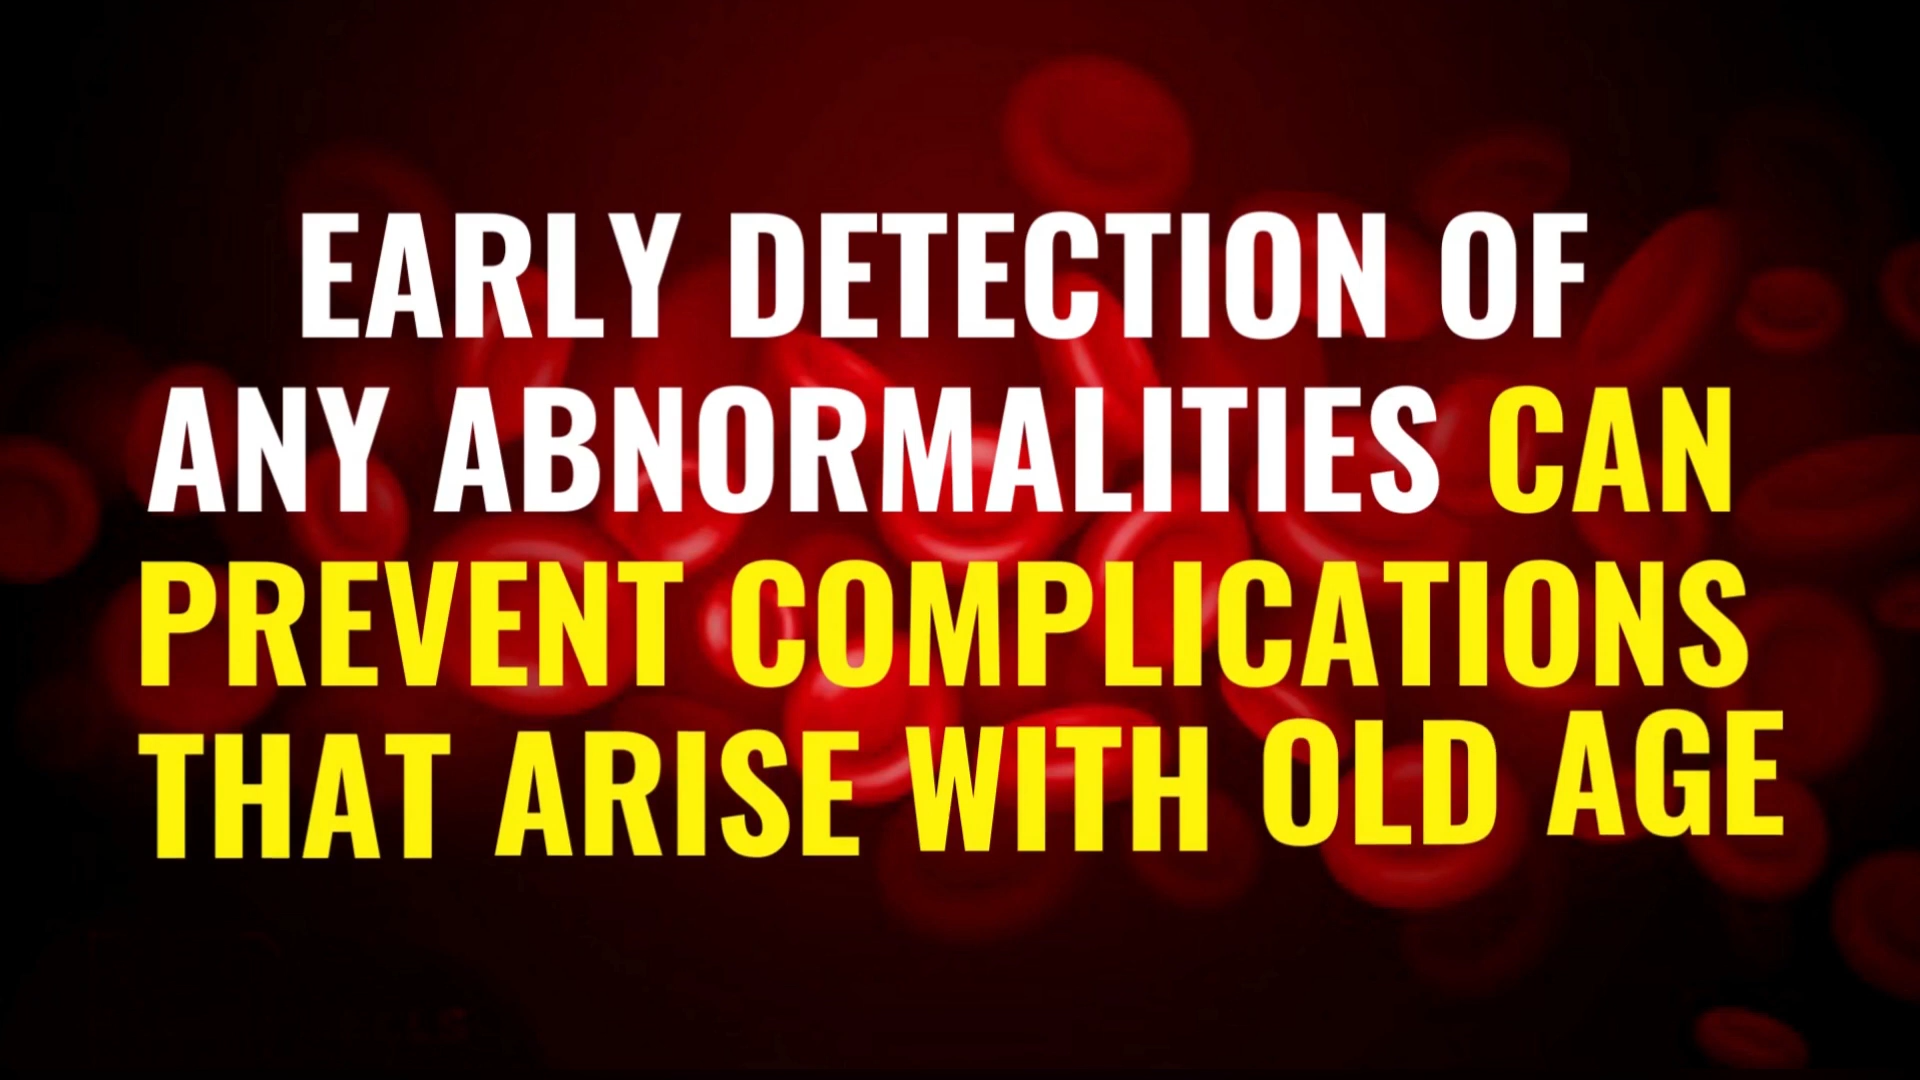 EARLY DETECTION OF
ANY ABNORMALITIES CAN
PREVENT COMPLICATIONS
THAT ARISE WITH OLD AGE